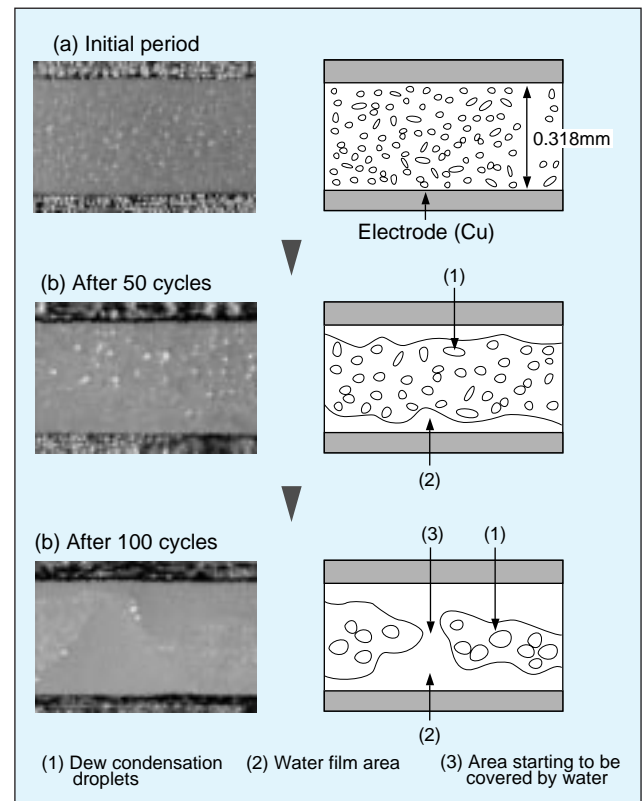 (a) Initial period
0.318mm
Electrode (Cu)
(b) After 50 cycles
(1)
(2)
(b) After 100 cycles
(3)
(1)
(2)
(1) Dew condensation
droplets
(2) Water film area
(3) Area starting to be
covered by water